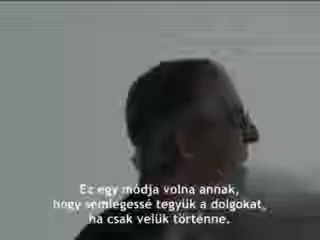 Ez egy módja volna annak,
hogy semlegessé tegyük a dolgokat,
ha csak velük történne.